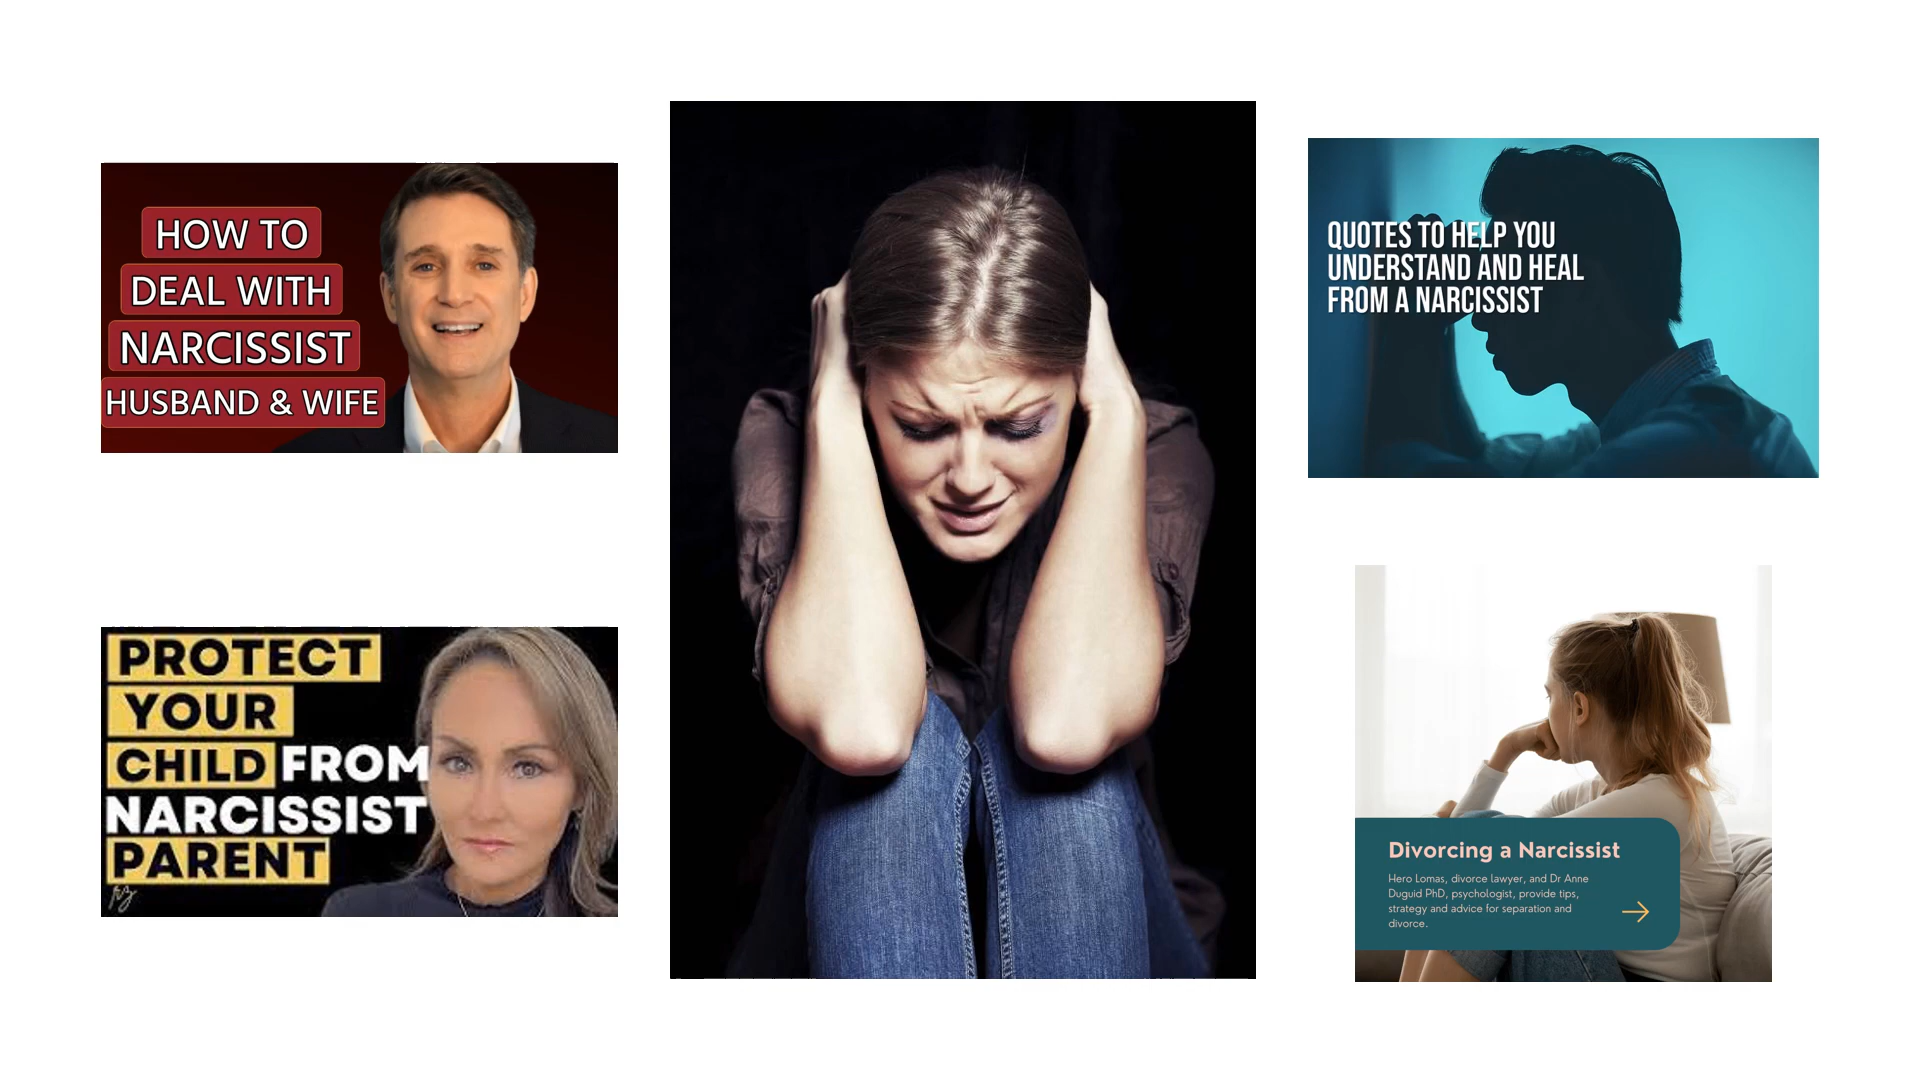 HOW TO
DEAL WITH
NARCISSIST
HUSBAND & WIFE
PROTECT
YOUR
CHILD FROM
NARCISSIST
PARENT
QUOTES TO HELP YOU
UNDERSTAND AND HEAL
FROM A NARCISSIST
Divorcing a Narcissist
Hero Lomas, divorce lawyer, and Dr Anne
Duguid PhD, psychologist, provide tips,
strategy and advice for separation and
divorce.